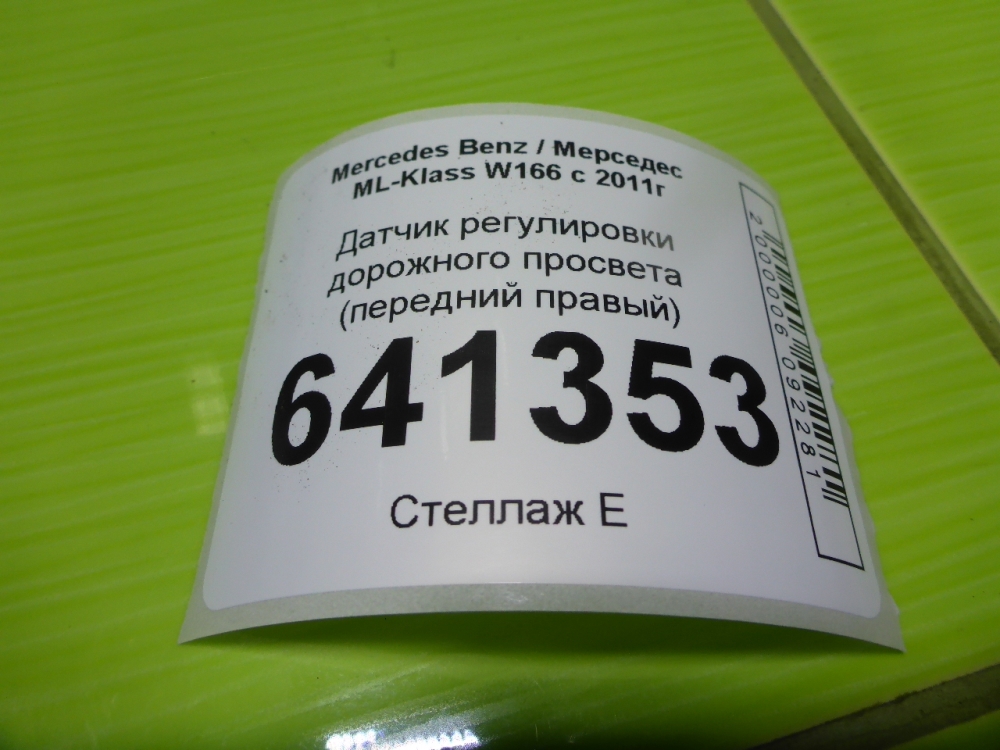 Mercedes Benz / Мерседес
ML-Klass W166 с 2011г
Датчик регулировки
дорожного просвета
(передний правый)
641353
Стеллаж Е
2000006092281